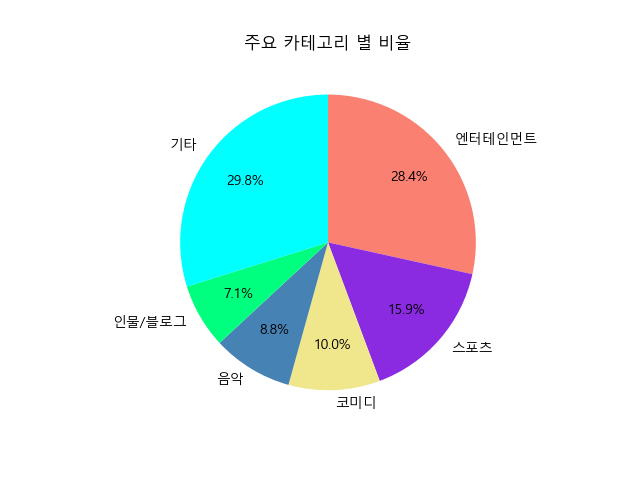 주요 카테고리 별 비율
엔터테인먼트
28.4%
스포츠
15.9%
코미디
10.0%
음악
8.8%
인물/블로그
7.1%
기타
29.8%